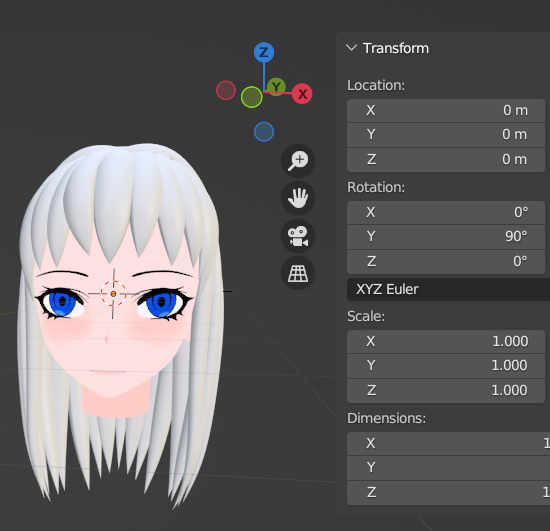 Z
Y
X
Transform
Location:
X 0 m
Y 0 m
Z 0 m
Rotation:
X 0°
Y 90°
Z 0°
XYZ Euler
Scale:
X 1.000
Y 1.000
Z 1.000
Dimensions:
X 1
Y
Z 1